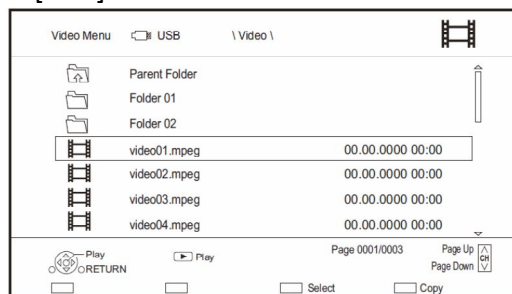 Video Menu USB \ Video \
Parent Folder
Folder 01
Folder 02
video01.mpeg 00.00.0000 00:00
video02.mpeg 00.00.0000 00:00
video03.mpeg 00.00.0000 00:00
video04.mpeg 00.00.0000 00:00
Play Play Page 0001/0003 Page Up
CH
RETURN Page Down
Select Copy